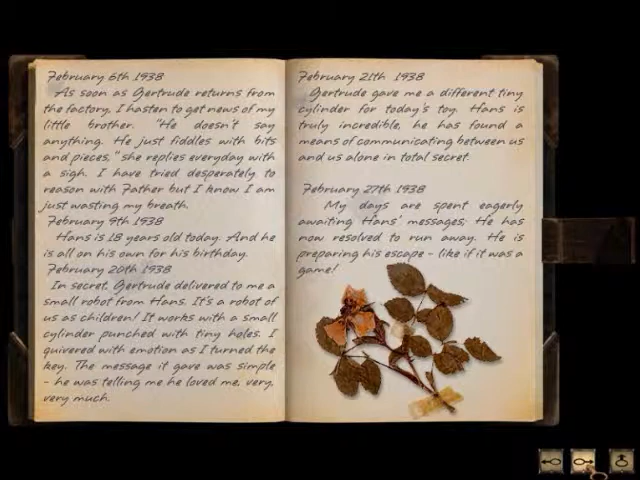 February 6th 1938
As soon as Gertrude returns from
the factory, I hasten to get news of my
little brother. "He doesn't say
anything. He just fiddles with bits
and pieces," she replies everyday with
a sigh. I have tried desperately to
reason with Father but I know I am
just wasting my breath.
February 9th 1938
Hans is 18 years old today. And he
is all on his own for his birthday.
February 20th 1938
In secret, Gertrude delivered to me a
small robot from Hans. It's a robot of
us as children! It works with a small
cylinder punched with tiny holes. I
quivered with emotion as I turned the
key. The message it gave was simple
- he was telling me he loved me, very,
very much.
February 21th 1938
Gertrude gave me a different tiny
cylinder for today's toy. Hans is
truly incredible, he has found a
means of communicating between us
and us alone in total secret.
February 27th 1938
My days are spent eagerly
awaiting Hans' messages; He has
now resolved to run away. He is
preparing his escape - like if it was a
game!